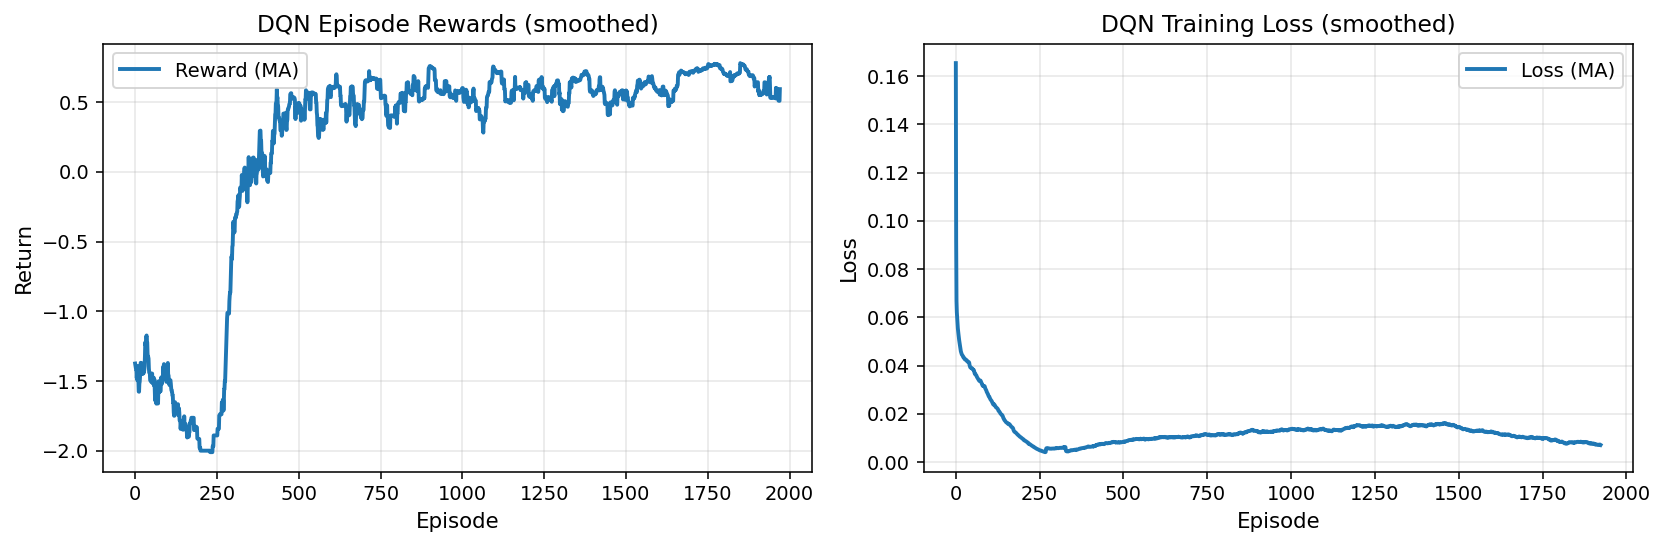 DQN Episode Rewards (smoothed)
Reward (MA)
0.5
0.0
−0.5
−1.0
−1.5
−2.0
Return
0 250 500 750 1000 1250 1500 1750 2000
Episode
DQN Training Loss (smoothed)
Loss (MA)
0.16
0.14
0.12
0.10
0.08
0.06
0.04
0.02
0.00
Loss
0 250 500 750 1000 1250 1500 1750 2000
Episode